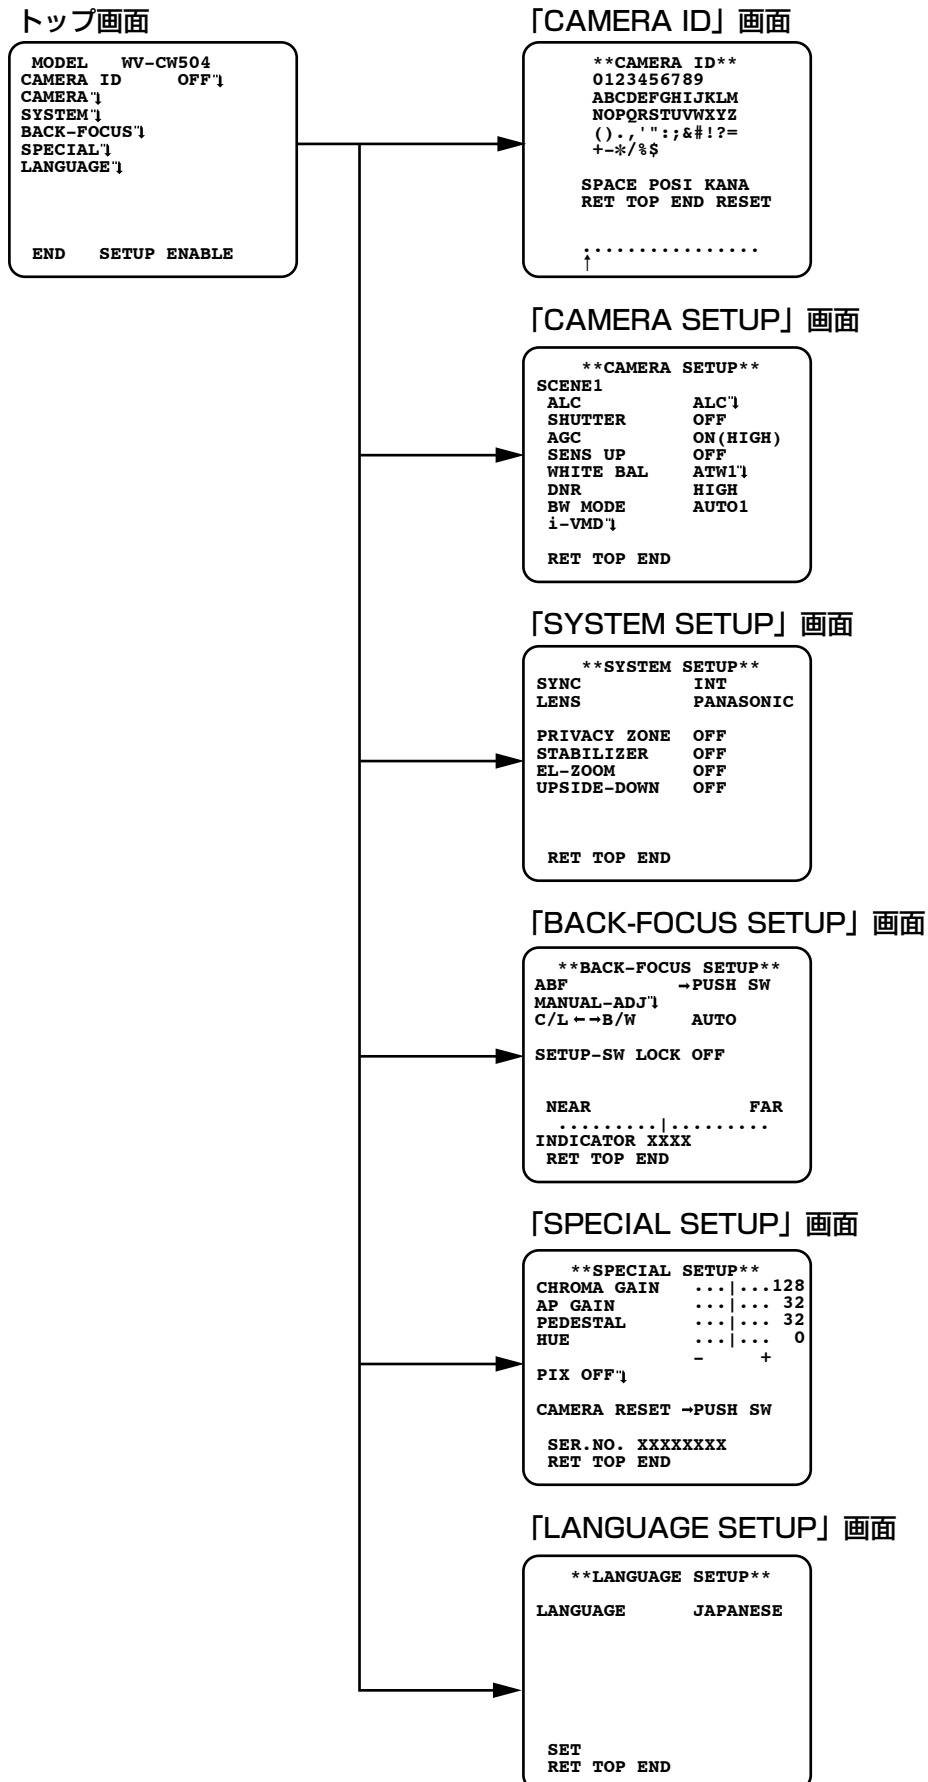 トップ画面
MODEL WV-CW504
CAMERA ID OFF
CAMERA
SYSTEM
BACK-FOCUS
SPECIAL
LANGUAGE
END SETUP ENABLE
「CAMERA ID」画面
**CAMERA ID**
0123456789
ABCDEFGHIJKLM
NOPQRSTUVWXYZ
().,'":;&#!?=
+-*/%$
SPACE POSI KANA
RET TOP END RESET
................
↑
「CAMERA SETUP」画面
**CAMERA SETUP**
SCENE1
ALC ALC
SHUTTER OFF
AGC ON(HIGH)
SENS UP OFF
WHITE BAL ATW1
DNR HIGH
BW MODE AUTO1
i-VMD
RET TOP END
「SYSTEM SETUP」画面
**SYSTEM SETUP**
SYNC INT
LENS PANASONIC
PRIVACY ZONE OFF
STABILIZER OFF
EL-ZOOM OFF
UPSIDE-DOWN OFF
RET TOP END
「BACK-FOCUS SETUP」画面
**BACK-FOCUS SETUP**
ABF →PUSH SW
MANUAL-ADJ
C/L←→B/W AUTO
SETUP-SW LOCK OFF
NEAR FAR
.........|.........
INDICATOR XXXX
RET TOP END
「SPECIAL SETUP」画面
**SPECIAL SETUP**
CHROMA GAIN ...|...128
AP GAIN ...|... 32
PEDESTAL ...|... 32
HUE ...|... 0
- +
PIX OFF
CAMERA RESET →PUSH SW
SER.NO. XXXXXXXX
RET TOP END
「LANGUAGE SETUP」画面
**LANGUAGE SETUP**
LANGUAGE JAPANESE
SET
RET TOP END